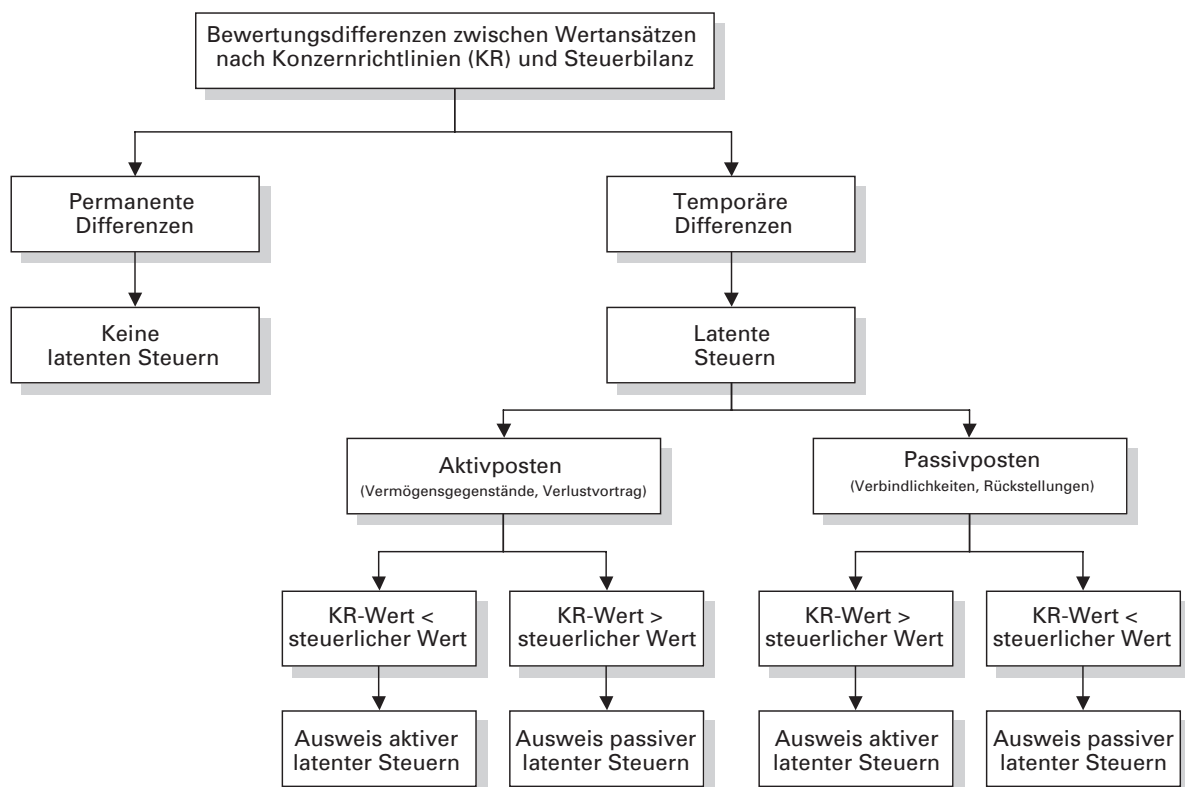 Bewertungsdifferenzen zwischen Wertansätzen
nach Konzernrichtlinien (KR) und Steuerbilanz
Permanente
Differenzen
Temporäre
Differenzen
Keine
latenten Steuern
Latente
Steuern
Aktivposten
(Vermögensgegenstände, Verlustvortrag)
Passivposten
(Verbindlichkeiten, Rückstellungen)
KR-Wert <
steuerlicher Wert
KR-Wert >
steuerlicher Wert
KR-Wert >
steuerlicher Wert
KR-Wert <
steuerlicher Wert
Ausweis aktiver
latenter Steuern
Ausweis passiver
latenter Steuern
Ausweis aktiver
latenter Steuern
Ausweis passiver
latenter Steuern